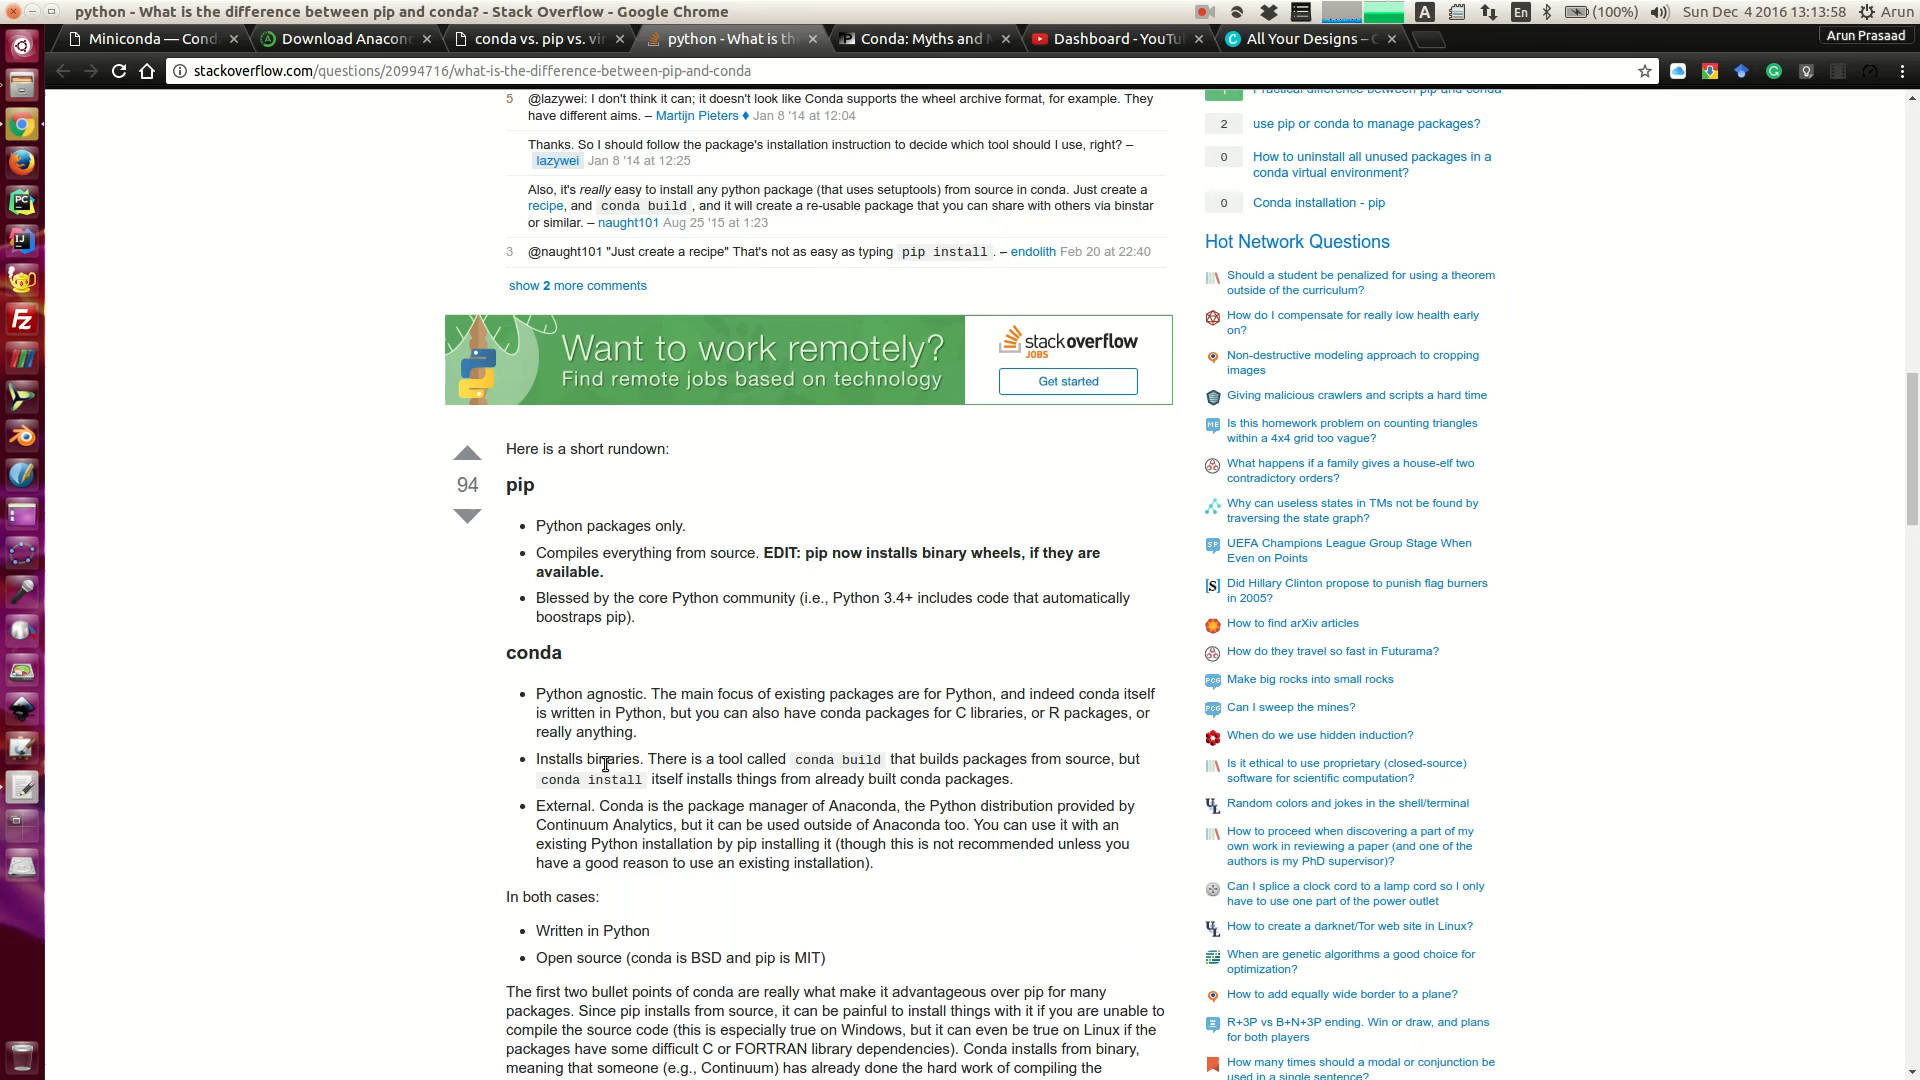 python - What is the difference between pip and conda? - Stack Overflow - Google Chrome
A
En
(100%)
Sun Dec 4 2016 13:13:58
Arun
Miniconda — Cond
Download Anacon
conda vs. pip vs. vir
python - What is th
Conda: Myths and
Dashboard - YouTu
All Your Designs –
Arun Prasaad
stackoverflow.com/questions/20994716/what-is-the-difference-between-pip-and-conda
5 @lazywei: I don't think it can; it doesn't look like Conda supports the wheel archive format, for example. They
have different aims. – Martijn Pieters ♦ Jan 8 '14 at 12:04
Thanks. So I should follow the package's installation instruction to decide which tool should I use, right? –
lazywei Jan 8 '14 at 12:25
Also, it's really easy to install any python package (that uses setuptools) from source in conda. Just create a
recipe, and conda build , and it will create a re-usable package that you can share with others via binstar
or similar. – naught101 Aug 25 '15 at 1:23
3 @naught101 "Just create a recipe" That's not as easy as typing pip install . – endolith Feb 20 at 22:40
show 2 more comments
Want to work remotely?
Find remote jobs based on technology
stackoverflow
JOBS
Get started
Here is a short rundown:
94
pip
• Python packages only.
• Compiles everything from source. EDIT: pip now installs binary wheels, if they are
available.
• Blessed by the core Python community (i.e., Python 3.4+ includes code that automatically
boostraps pip).
conda
• Python agnostic. The main focus of existing packages are for Python, and indeed conda itself
is written in Python, but you can also have conda packages for C libraries, or R packages, or
really anything.
• Installs binaries. There is a tool called conda build that builds packages from source, but
conda install itself installs things from already built conda packages.
• External. Conda is the package manager of Anaconda, the Python distribution provided by
Continuum Analytics, but it can be used outside of Anaconda too. You can use it with an
existing Python installation by pip installing it (though this is not recommended unless you
have a good reason to use an existing installation).
In both cases:
• Written in Python
• Open source (conda is BSD and pip is MIT)
The first two bullet points of conda are really what make it advantageous over pip for many
packages. Since pip installs from source, it can be painful to install things with it if you are unable to
compile the source code (this is especially true on Windows, but it can even be true on Linux if the
packages have some difficult C or FORTRAN library dependencies). Conda installs from binary,
meaning that someone (e.g., Continuum) has already done the hard work of compiling the
Practical difference between pip and conda
2 use pip or conda to manage packages?
0 How to uninstall all unused packages in a
conda virtual environment?
0 Conda installation - pip
Hot Network Questions
Should a student be penalized for using a theorem
outside of the curriculum?
How do I compensate for really low health early
on?
Non-destructive modeling approach to cropping
images
Giving malicious crawlers and scripts a hard time
Is this homework problem on counting triangles
within a 4x4 grid too vague?
What happens if a family gives a house-elf two
contradictory orders?
Why can useless states in TMs not be found by
traversing the state graph?
UEFA Champions League Group Stage When
Even on Points
Did Hillary Clinton propose to punish flag burners
in 2005?
How to find arXiv articles
How do they travel so fast in Futurama?
Make big rocks into small rocks
Can I sweep the mines?
When do we use hidden induction?
Is it ethical to use proprietary (closed-source)
software for scientific computation?
Random colors and jokes in the shell/terminal
How to proceed when discovering a part of my
own work in reviewing a paper (and one of the
authors is my PhD supervisor)?
Can I splice a clock cord to a lamp cord so I only
have to use one part of the power outlet
How to create a darknet/Tor web site in Linux?
When are genetic algorithms a good choice for
optimization?
How to add equally wide border to a plane?
R+3P vs B+N+3P ending. Win or draw, and plans
for both players
How many times should a modal or conjunction be
used in a single sentence?